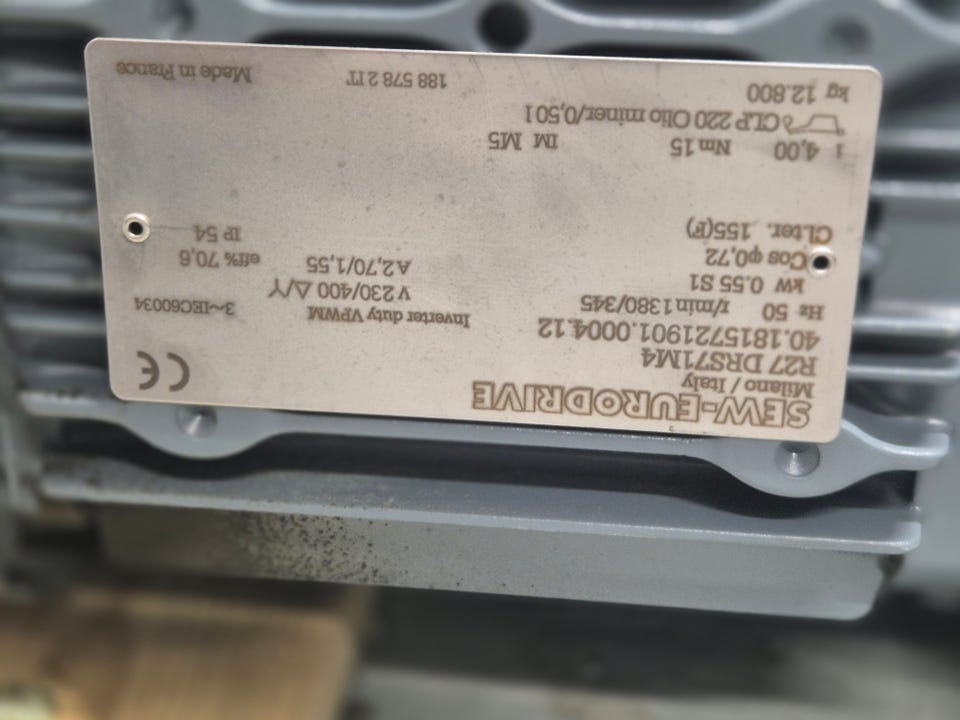 SEW-EURODRIVE
Milano / Italy
R27 DRS71M4
40.1815721901.0004.12
Inverter duty VPWM
3~IEC60034
Hz 50 r/min 1380/345
V 230/400 △/Y
kW 0.55 S1
A 2,70/1,55
eff% 70,6
Cos φ0,72
IP 54
Cl.ter. 155(F)
i 4,00 Nm 15 IM M5
CLP 220 Olio miner/0,50 l
kg 12.800 188 578 2 IT Made in France
CE